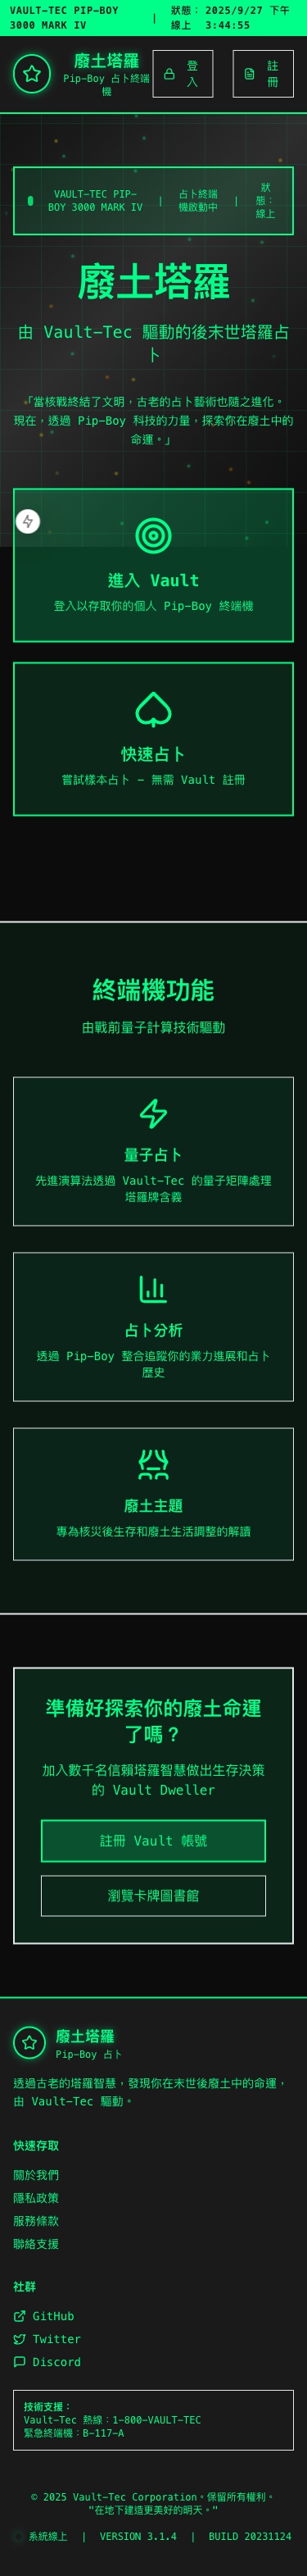 VAULT-TEC PIP-BOY 3000 MARK IV | 狀態：線上 2025/9/27 下午3:44:55
廢土塔羅
Pip-Boy 占卜終端機
登入
註冊
VAULT-TEC PIP-BOY 3000 MARK IV | 占卜終端機啟動中 | 狀態：線上
廢土塔羅
由 Vault-Tec 驅動的後末世塔羅占
卜
「當核戰終結了文明，古老的占卜藝術也隨之進化。
現在，透過 Pip-Boy 科技的力量，探索你在廢土中的
命運。」
進入 Vault
登入以存取你的個人 Pip-Boy 終端機
快速占卜
嘗試樣本占卜 - 無需 Vault 註冊
終端機功能
由戰前量子計算技術驅動
量子占卜
先進演算法透過 Vault-Tec 的量子矩陣處理
塔羅牌含義
占卜分析
透過 Pip-Boy 整合追蹤你的業力進展和占卜
歷史
廢土主題
專為核災後生存和廢土生活調整的解讀
準備好探索你的廢土命運
了嗎？
加入數千名信賴塔羅智慧做出生存決策
的 Vault Dweller
註冊 Vault 帳號
瀏覽卡牌圖書館
廢土塔羅
Pip-Boy 占卜
透過古老的塔羅智慧，發現你在末世後廢土中的命運，
由 Vault-Tec 驅動。
快速存取
關於我們
隱私政策
服務條款
聯絡支援
社群
GitHub
Twitter
Discord
技術支援：
Vault-Tec 熱線：1-800-VAULT-TEC
緊急終端機：B-117-A
© 2025 Vault-Tec Corporation。保留所有權利。
"在地下建造更美好的明天。"
系統線上 | VERSION 3.1.4 | BUILD 20231124